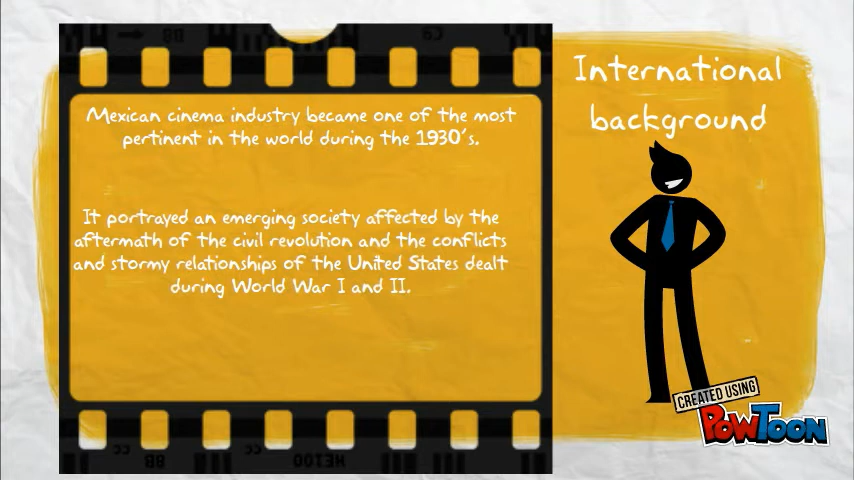 International
background
Mexican cinema industry became one of the most
pertinent in the world during the 1930's.
It portrayed an emerging society affected by the
aftermath of the civil revolution and the conflicts
and stormy relationships of the United States dealt
during World War I and II.
CREATED USING
POWTOON